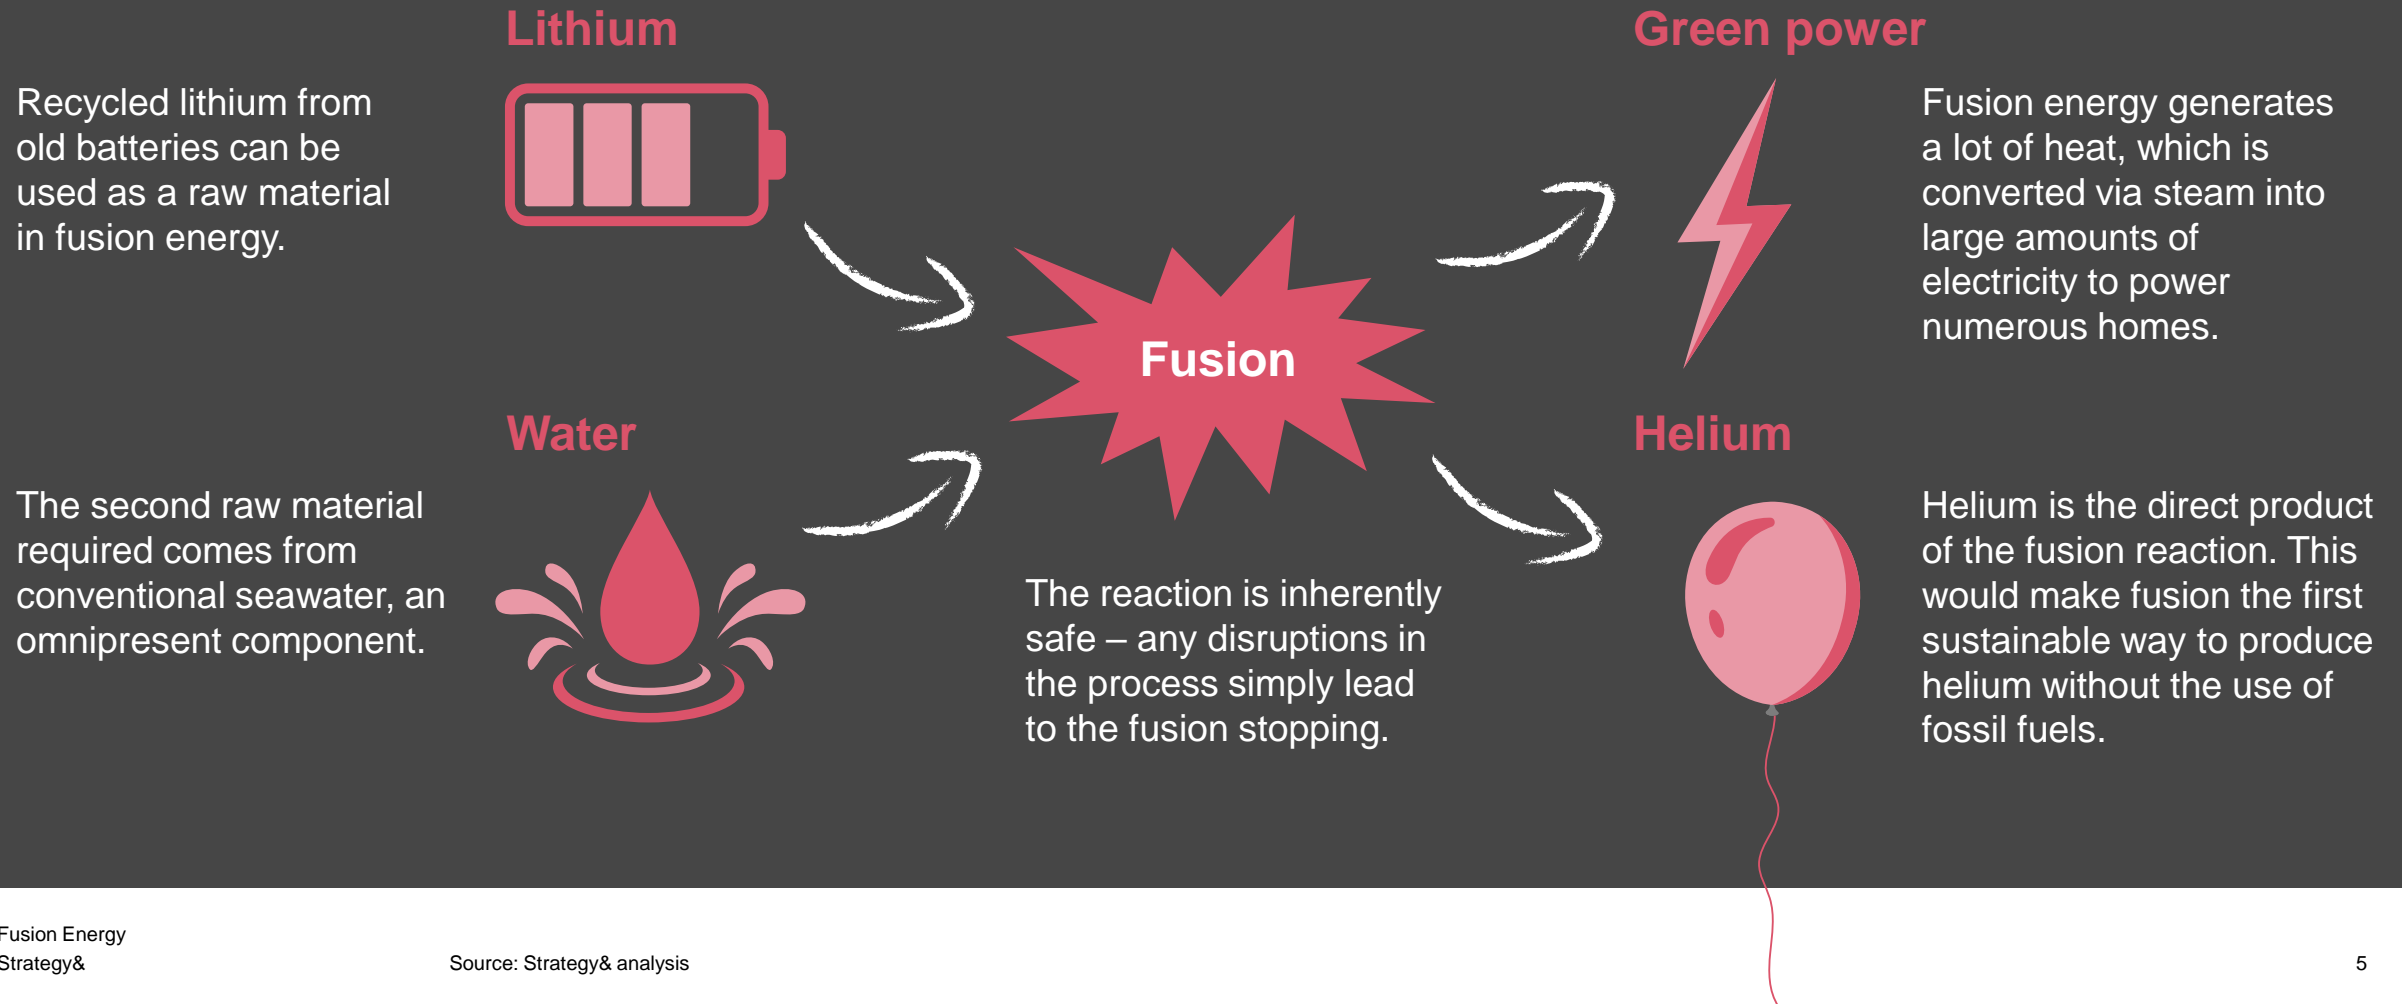 Lithium
Recycled lithium from
old batteries can be
used as a raw material
in fusion energy.
Water
The second raw material
required comes from
conventional seawater, an
omnipresent component.
Fusion
The reaction is inherently
safe – any disruptions in
the process simply lead
to the fusion stopping.
Green power
Fusion energy generates
a lot of heat, which is
converted via steam into
large amounts of
electricity to power
numerous homes.
Helium
Helium is the direct product
of the fusion reaction. This
would make fusion the first
sustainable way to produce
helium without the use of
fossil fuels.
Fusion Energy
Strategy&
Source: Strategy& analysis
5